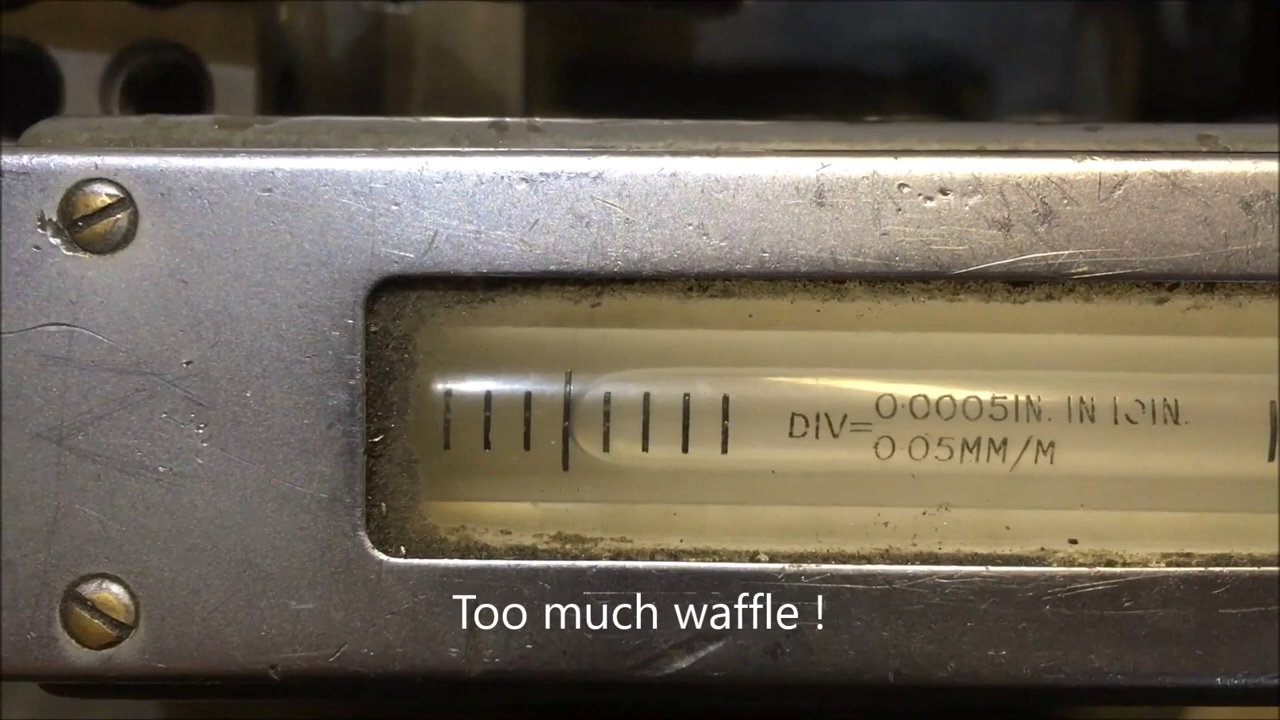 DIV=
0·0005IN. IN 10IN.
0·05MM/M
Too much waffle !